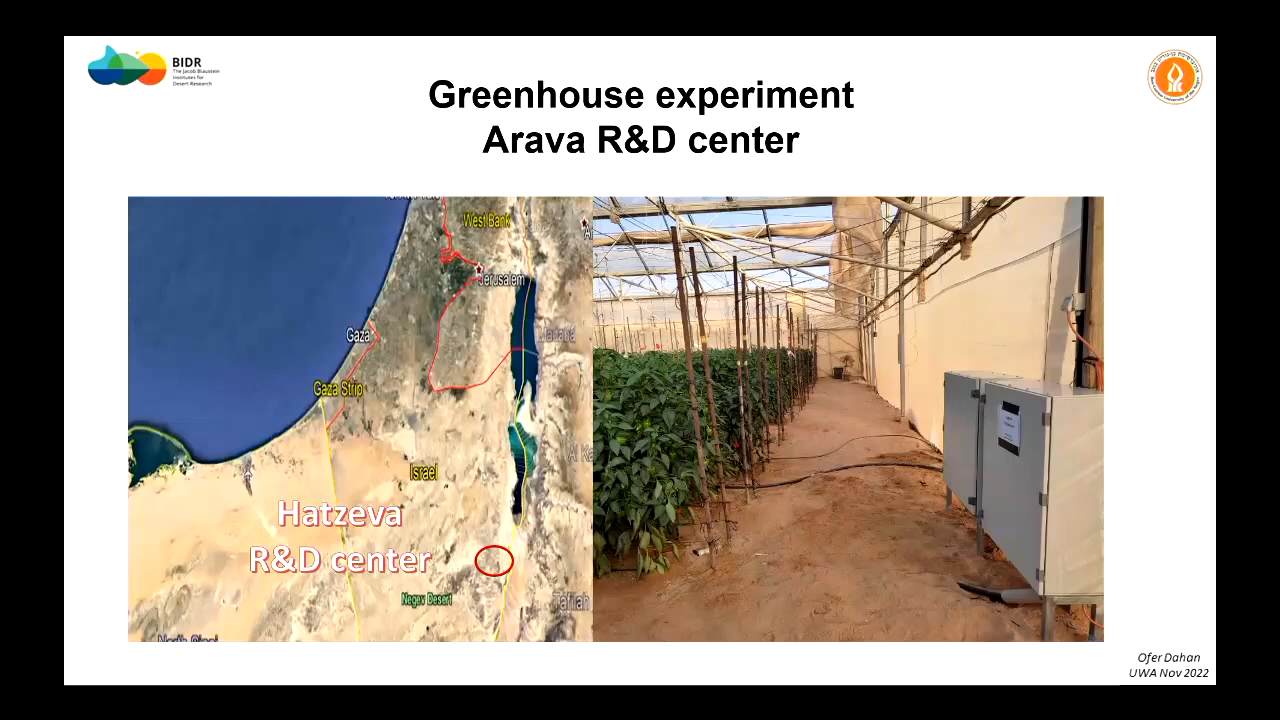 BIDR
The Jacob Blaustein
Institutes for
Desert Research
Greenhouse experiment
Arava R&D center
West Bank
Jerusalem
Gaza
Madaba
Gaza Strip
Israel
Hatzeva
R&D center
Negev Desert
Tafilah
Ofer Dahan
UWA Nov 2022